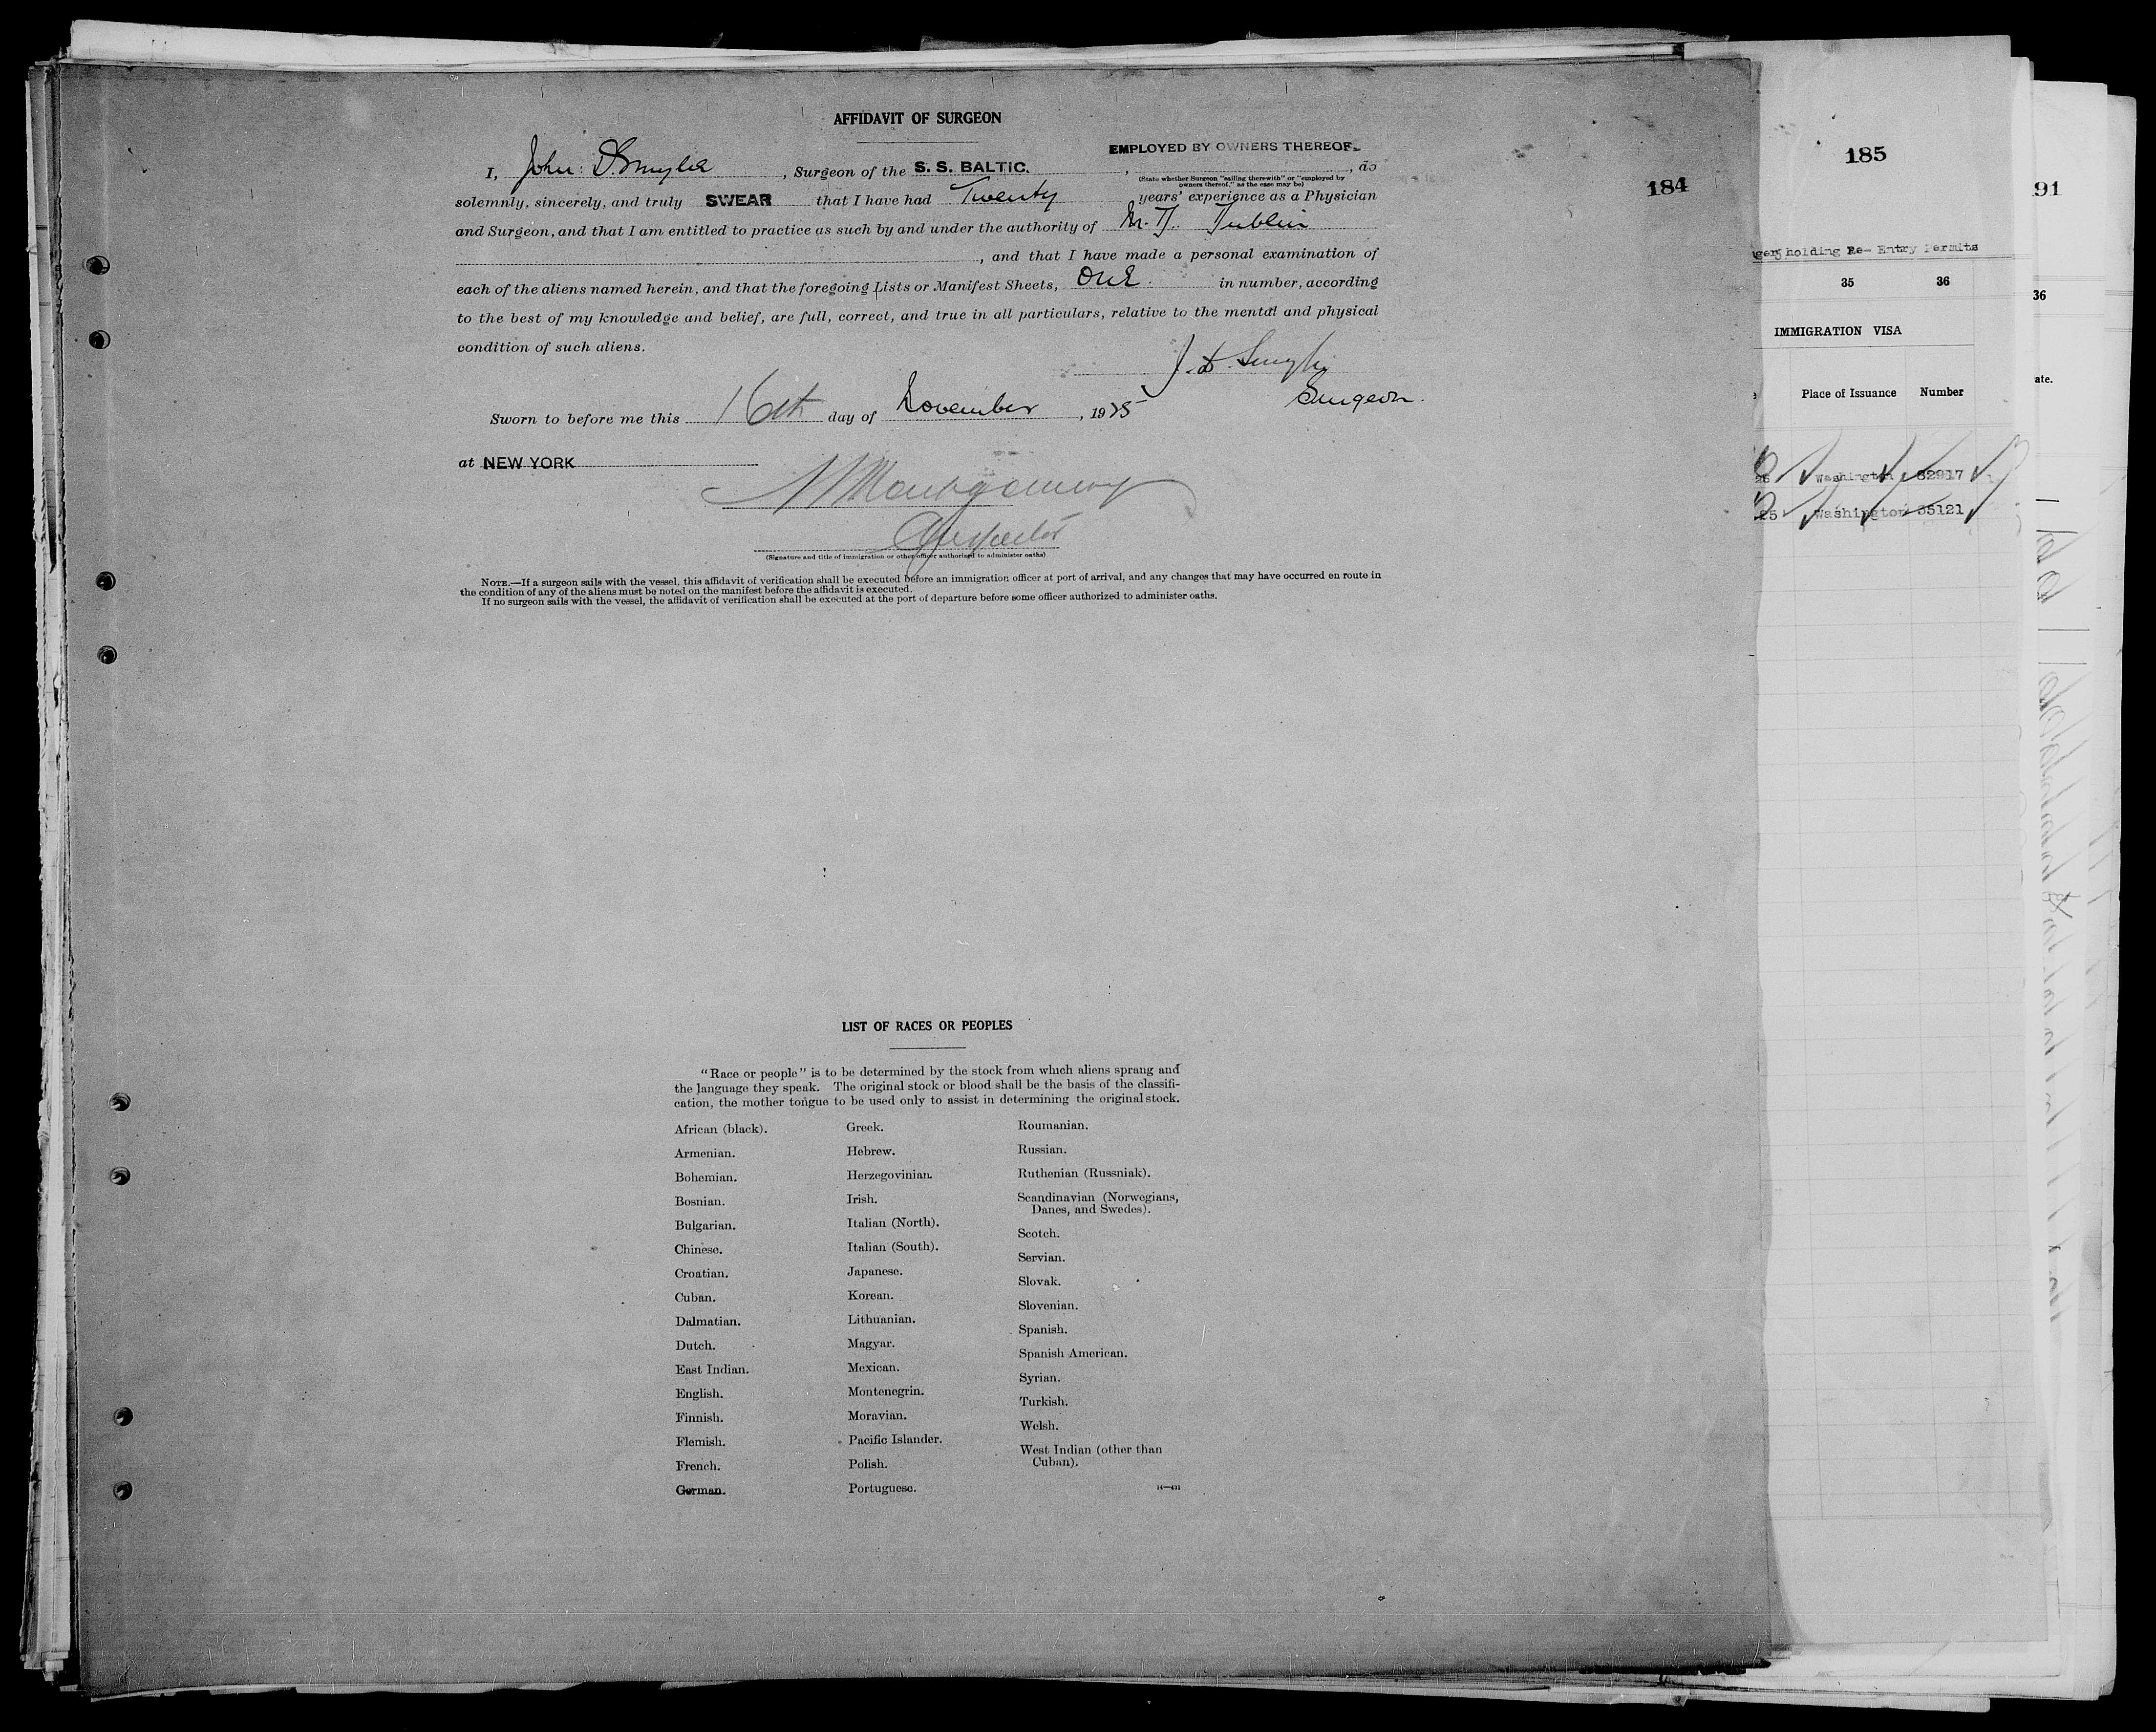 AFFIDAVIT OF SURGEON
EMPLOYED BY OWNERS THEREOF.
I, John D. Smyla, Surgeon of the S. S. BALTIC., do
(State whether Surgeon "sailing therewith" or "employed by
owners thereof," as the case may be)
solemnly, sincerely, and truly SWEAR that I have had Twenty years' experience as a Physician
and Surgeon, and that I am entitled to practice as such by and under the authority of Dublin
, and that I have made a personal examination of
each of the aliens named herein, and that the foregoing Lists or Manifest Sheets, One in number, according
to the best of my knowledge and belief, are full, correct, and true in all particulars, relative to the mental and physical
condition of such aliens.
J. D.
Surgeon.
Sworn to before me this 16th day of November, 1925
at NEW YORK
Montgomery
Inspector
(Signature and title of immigration or other officer authorized to administer oaths)
NOTE.—If a surgeon sails with the vessel, this affidavit of verification shall be executed before an immigration officer at port of arrival, and any changes that may have occurred en route in
the condition of any of the aliens must be noted on the manifest before the affidavit is executed.
If no surgeon sails with the vessel, the affidavit of verification shall be executed at the port of departure before some officer authorized to administer oaths.
184
LIST OF RACES OR PEOPLES
"Race or people" is to be determined by the stock from which aliens sprang and
the language they speak. The original stock or blood shall be the basis of the classifi-
cation, the mother tongue to be used only to assist in determining the original stock.
African (black).
Armenian.
Bohemian.
Bosnian.
Bulgarian.
Chinese.
Croatian.
Cuban.
Dalmatian.
Dutch.
East Indian.
English.
Finnish.
Flemish.
French.
German.
Greek.
Hebrew.
Herzegovinian.
Irish.
Italian (North).
Italian (South).
Japanese.
Korean.
Lithuanian.
Magyar.
Mexican.
Montenegrin.
Moravian.
Pacific Islander.
Polish.
Portuguese.
Roumanian.
Russian.
Ruthenian (Russniak).
Scandinavian (Norwegians,
Danes, and Swedes).
Scotch.
Servian.
Slovak.
Slovenian.
Spanish.
Spanish American.
Syrian.
Turkish.
Welsh.
West Indian (other than
Cuban).
14—431
185
holding Re- Entry Permits
35 36
IMMIGRATION VISA
Place of Issuance Number
Washington 82917
25 Washington 35121
91
36
ate.